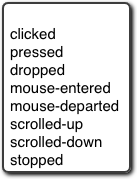 clicked
pressed
dropped
mouse-entered
mouse-departed
scrolled-up
scrolled-down
stopped